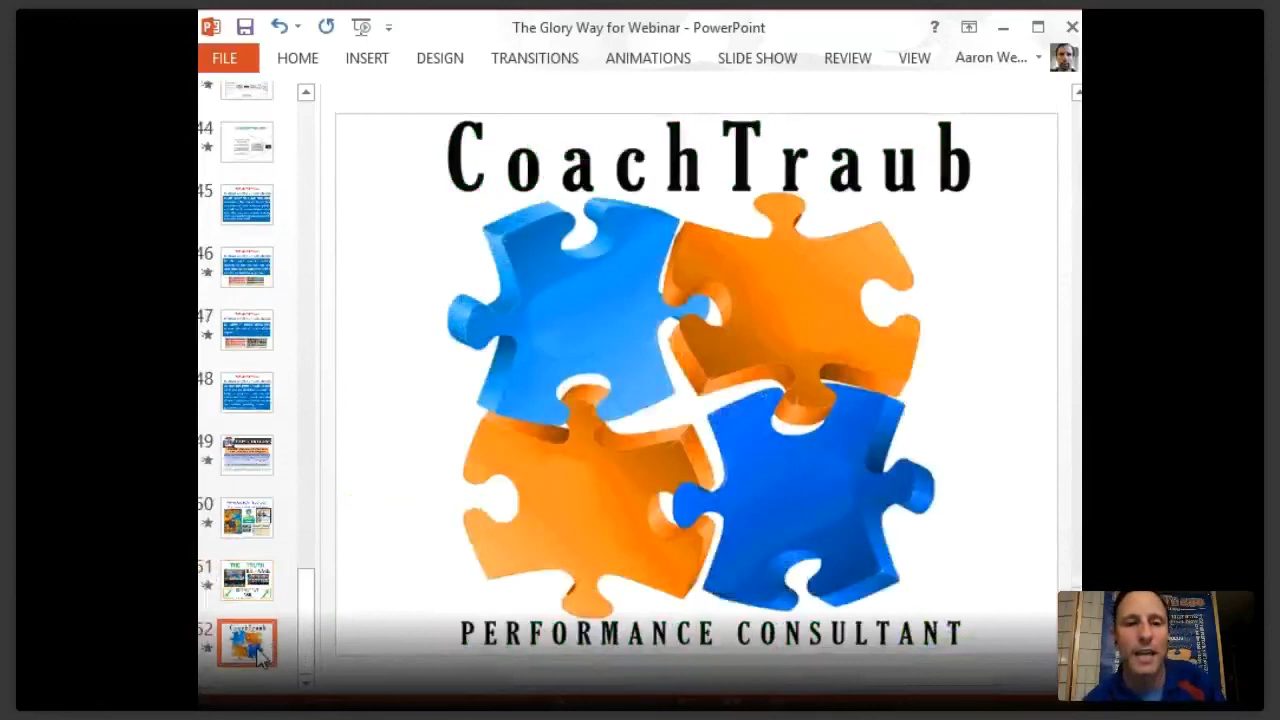 The Glory Way for Webinar - PowerPoint
?
FILE HOME INSERT DESIGN TRANSITIONS ANIMATIONS SLIDE SHOW REVIEW VIEW Aaron We...
44
45
46
47
48
49
50
51
52
CoachTraub
PERFORMANCE CONSULTANT